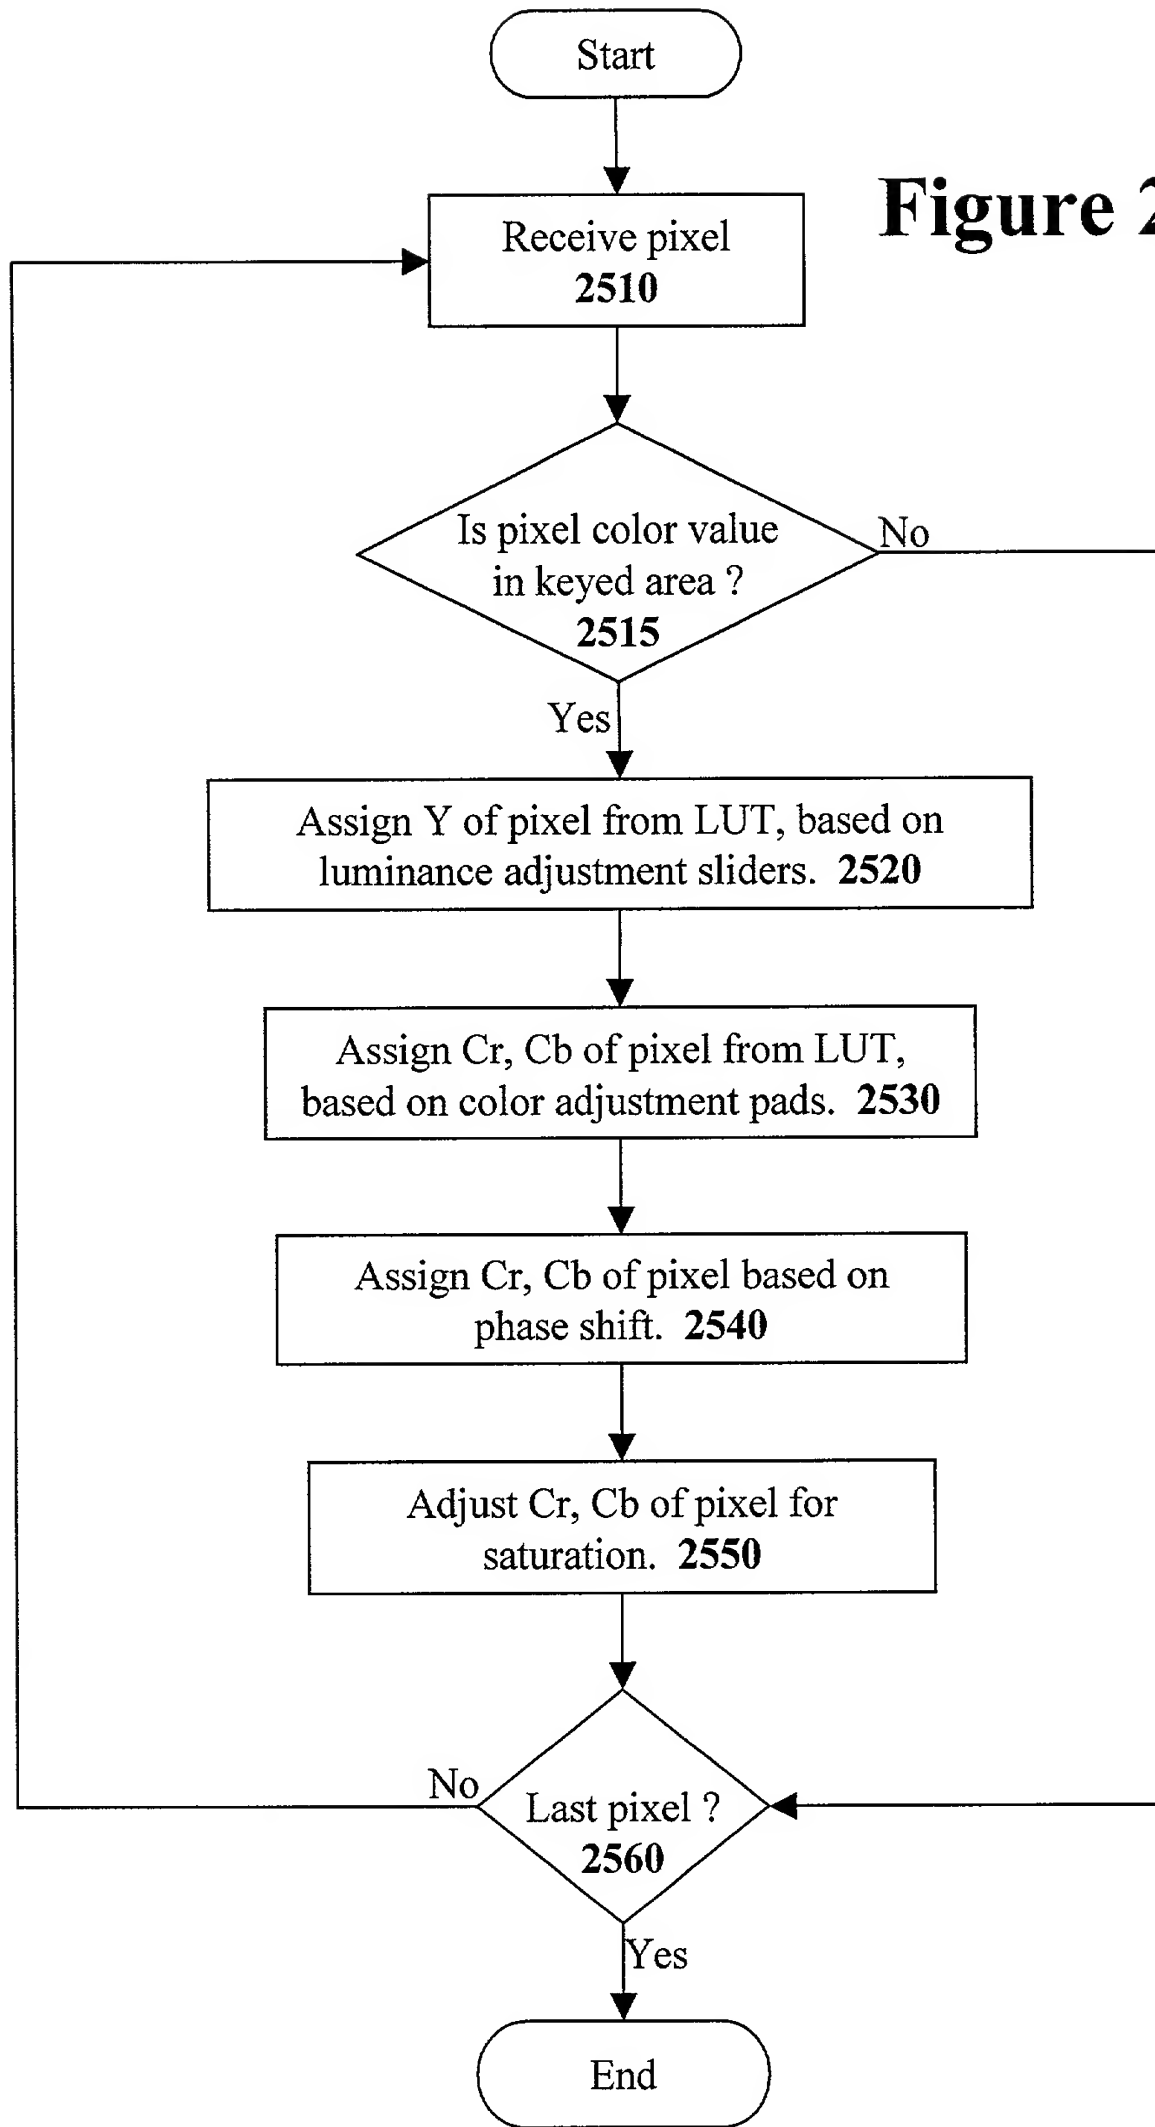 Start
Figure 2
Receive pixel
2510
Is pixel color value
in keyed area ?
2515
No
Yes
Assign Y of pixel from LUT, based on
luminance adjustment sliders. 2520
Assign Cr, Cb of pixel from LUT,
based on color adjustment pads. 2530
Assign Cr, Cb of pixel based on
phase shift. 2540
Adjust Cr, Cb of pixel for
saturation. 2550
No
Last pixel ?
2560
Yes
End